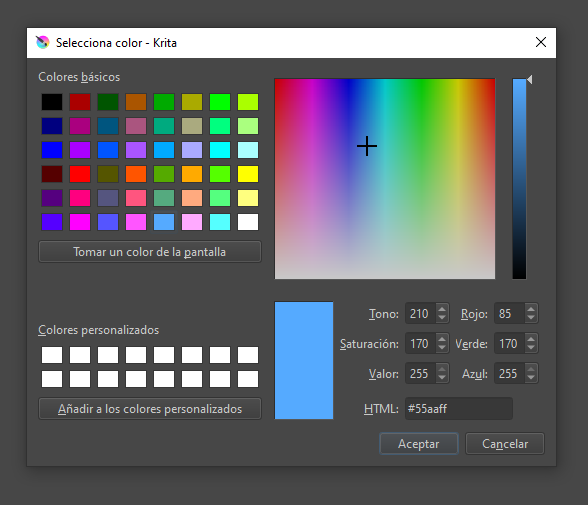 Selecciona color - Krita
Colores básicos
Tomar un color de la pantalla
Colores personalizados
Añadir a los colores personalizados
Tono: 210 Rojo: 85
Saturación: 170 Verde: 170
Valor: 255 Azul: 255
HTML: #55aaff
Aceptar Cancelar